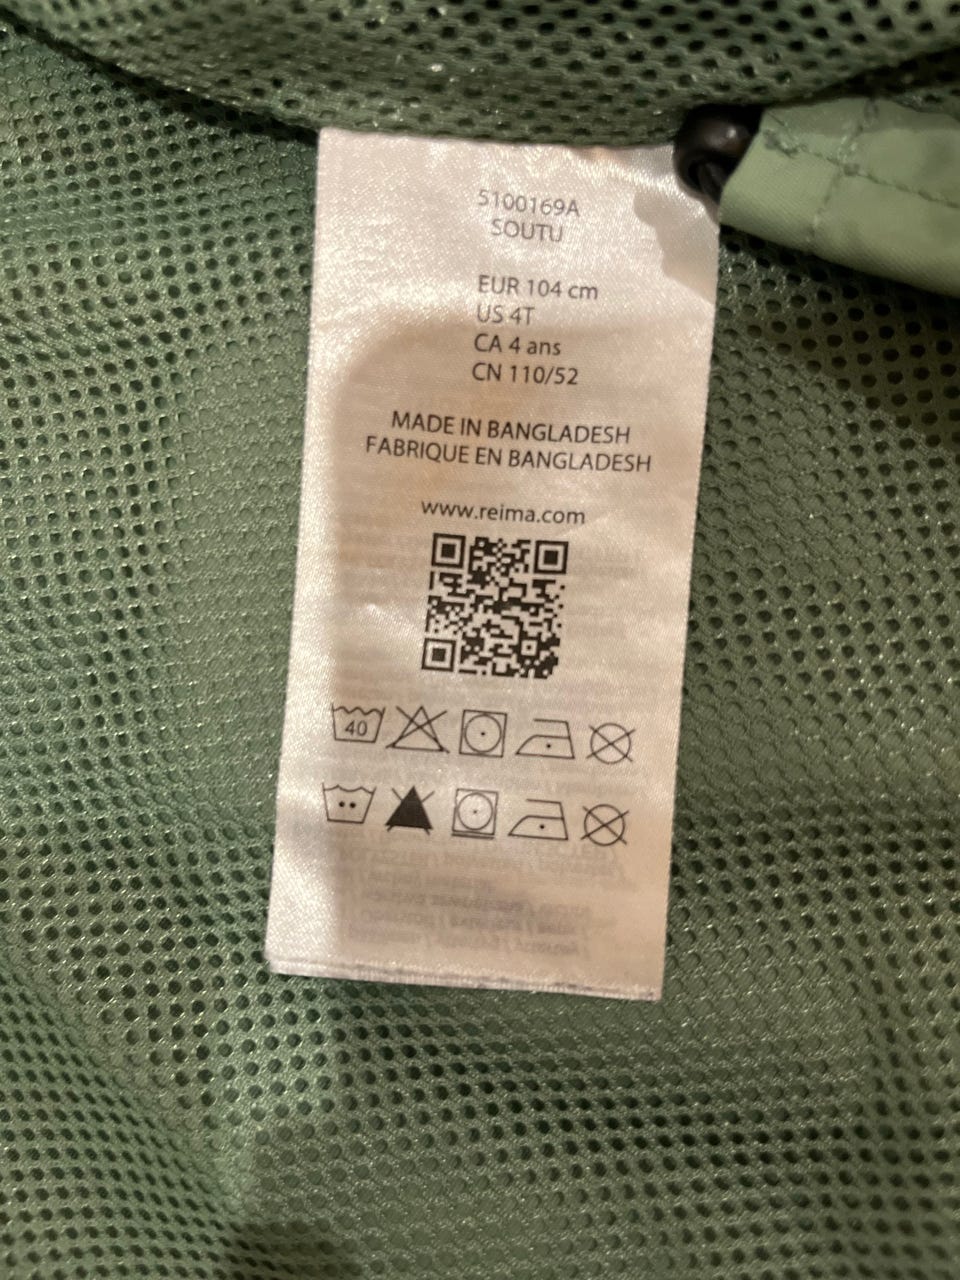 5100169A
SOUTU
EUR 104 cm
US 4T
CA 4 ans
CN 110/52
MADE IN BANGLADESH
FABRIQUE EN BANGLADESH
www.reima.com
40